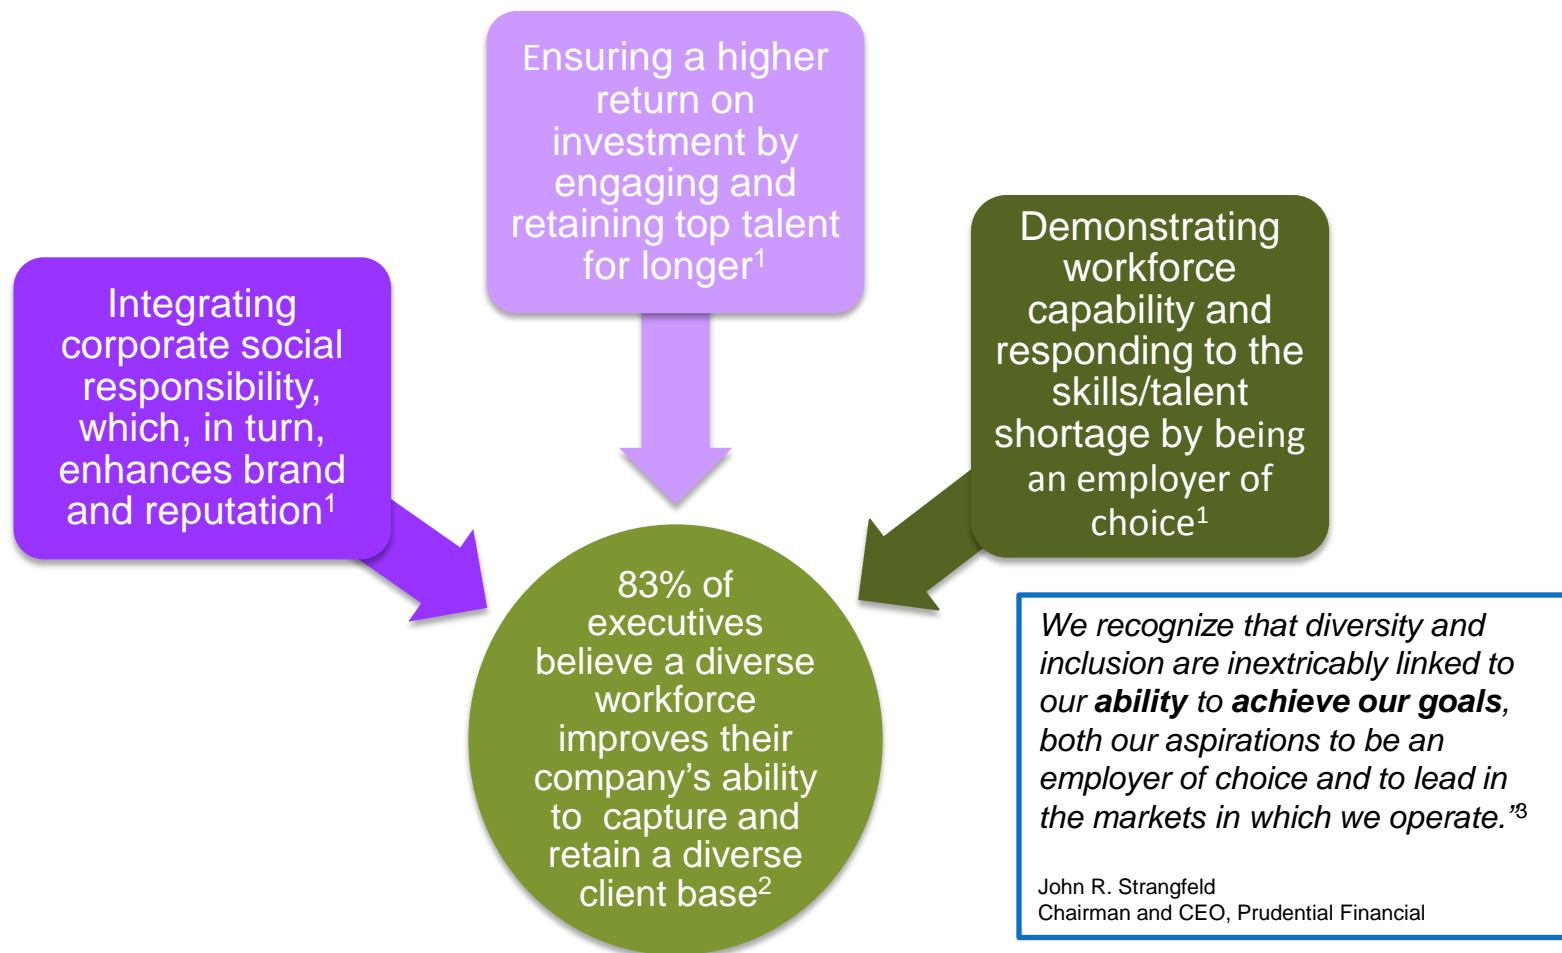 Ensuring a higher
return on
investment by
engaging and
retaining top talent
for longer¹
Integrating
corporate social
responsibility,
which, in turn,
enhances brand
and reputation¹
Demonstrating
workforce
capability and
responding to the
skills/talent
shortage by being
an employer of
choice¹
83% of
executives
believe a diverse
workforce
improves their
company’s ability
to capture and
retain a diverse
client base²
We recognize that diversity and
inclusion are inextricably linked to
our ability to achieve our goals,
both our aspirations to be an
employer of choice and to lead in
the markets in which we operate.”³
John R. Strangfeld
Chairman and CEO, Prudential Financial